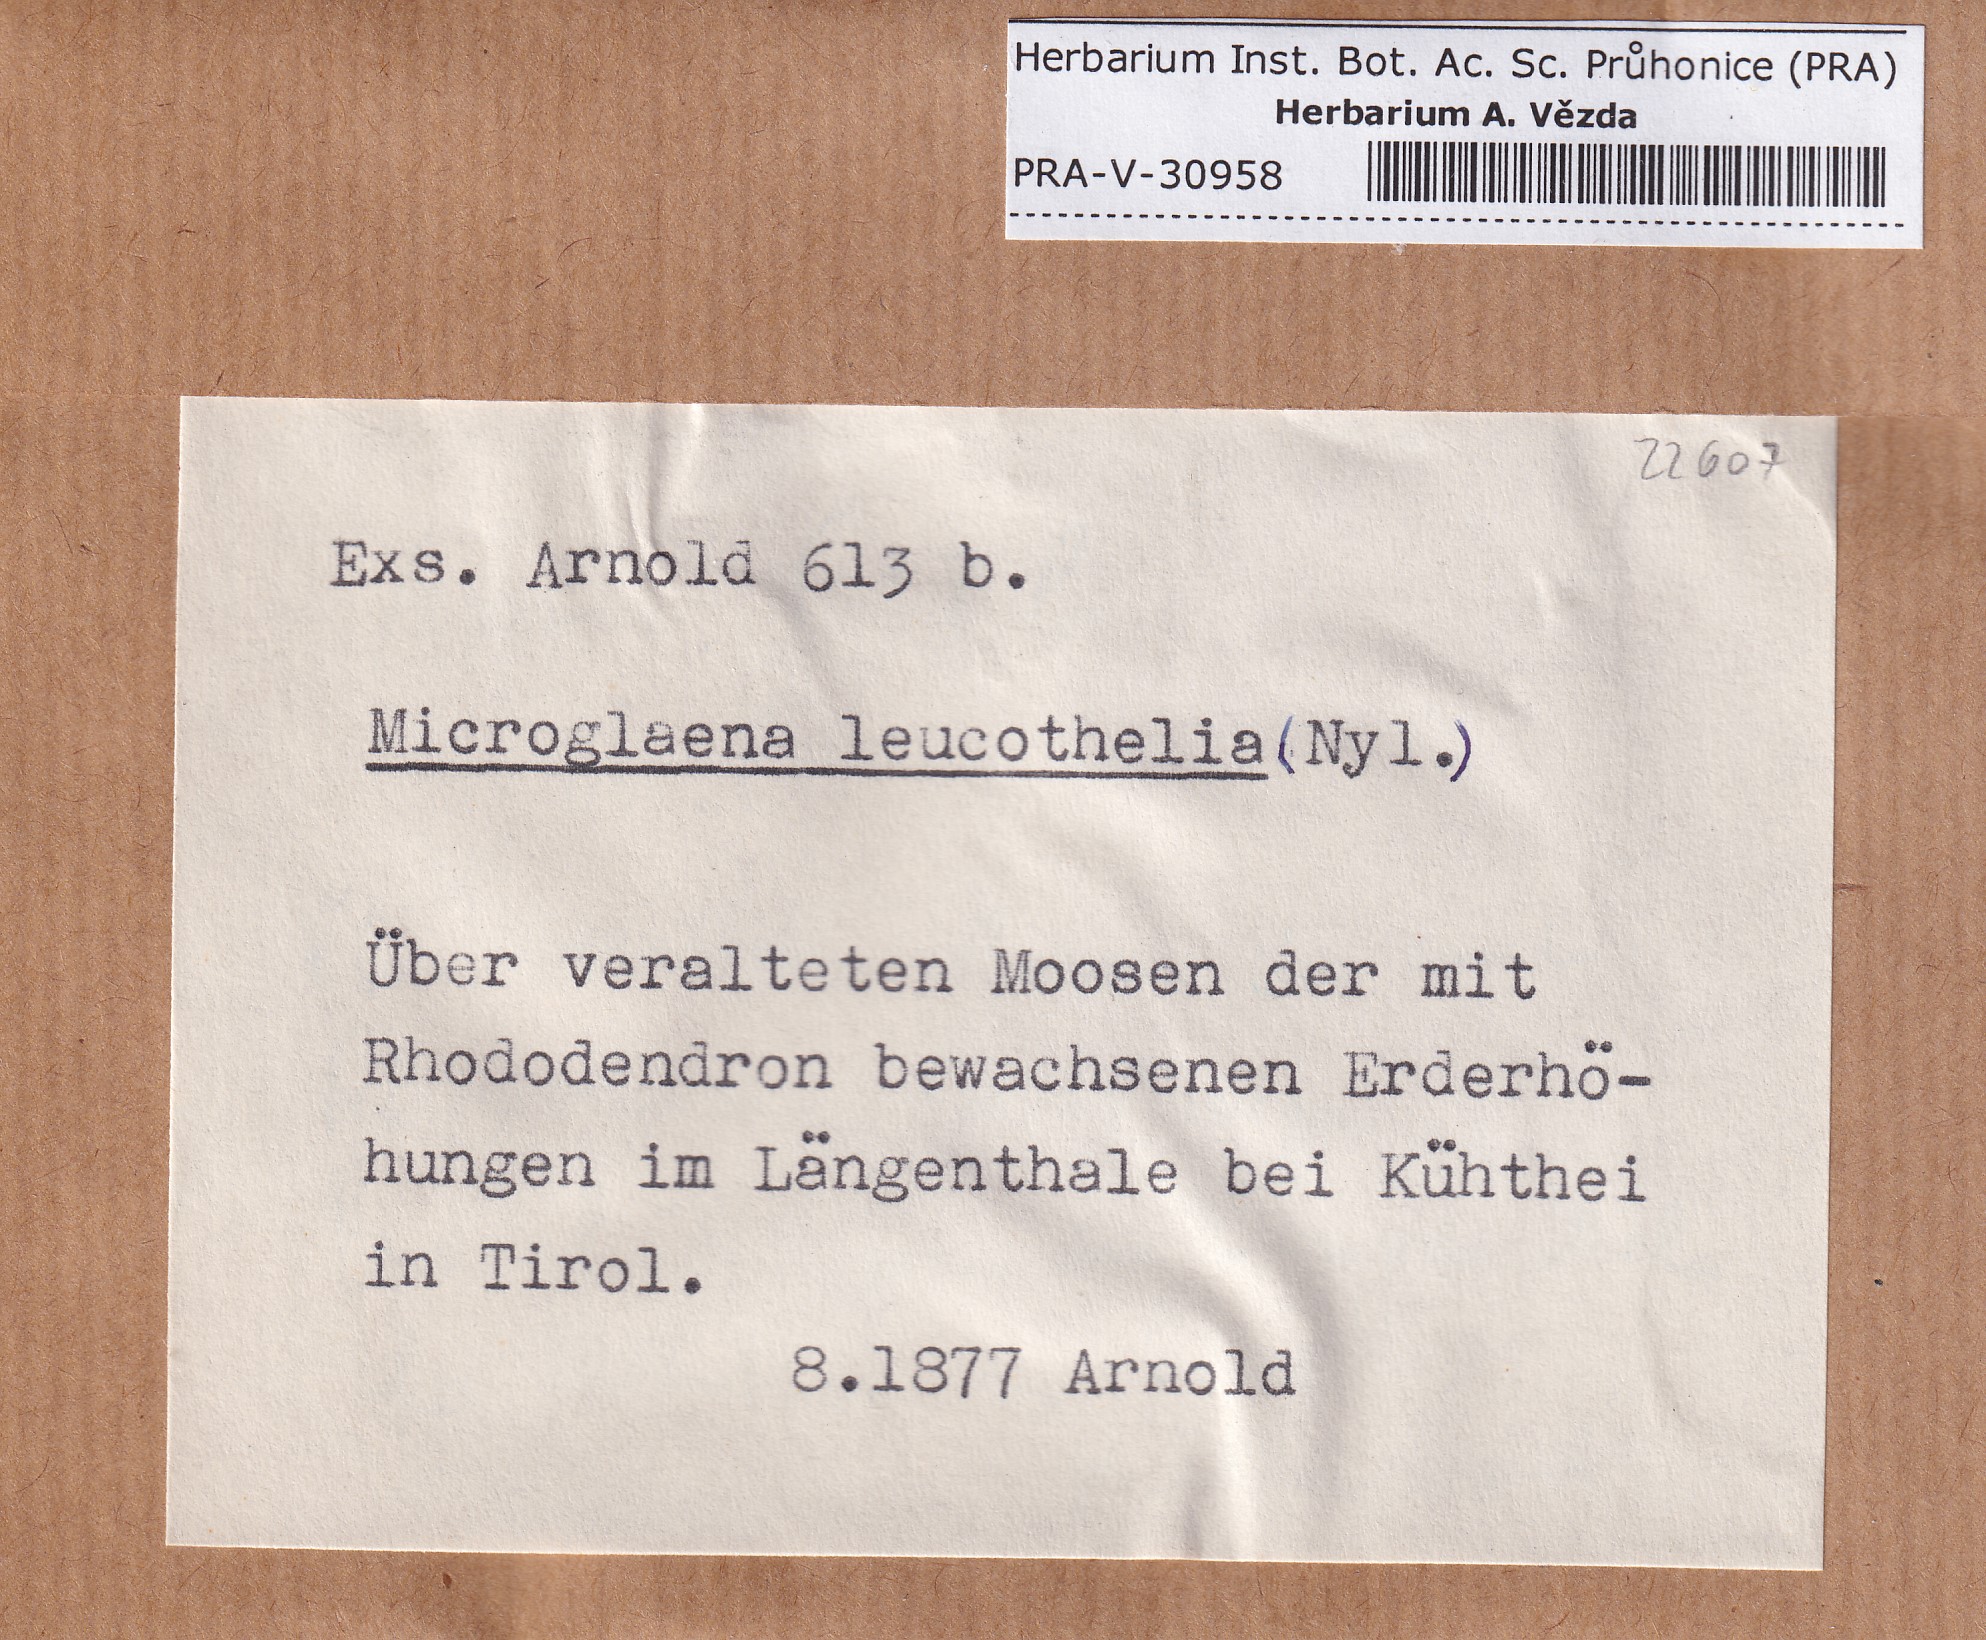 Herbarium Inst. Bot. Ac. Sc. Průhonice (PRA)
Herbarium A. Vězda
PRA-V-30958
22607
Exs. Arnold 613 b.
Microglaena leucothelia (Nyl.)
Über veralteten Moosen der mit
Rhododendron bewachsenen Erderhö-
hungen im Längenthale bei Kühthei
in Tirol.
8.1877 Arnold